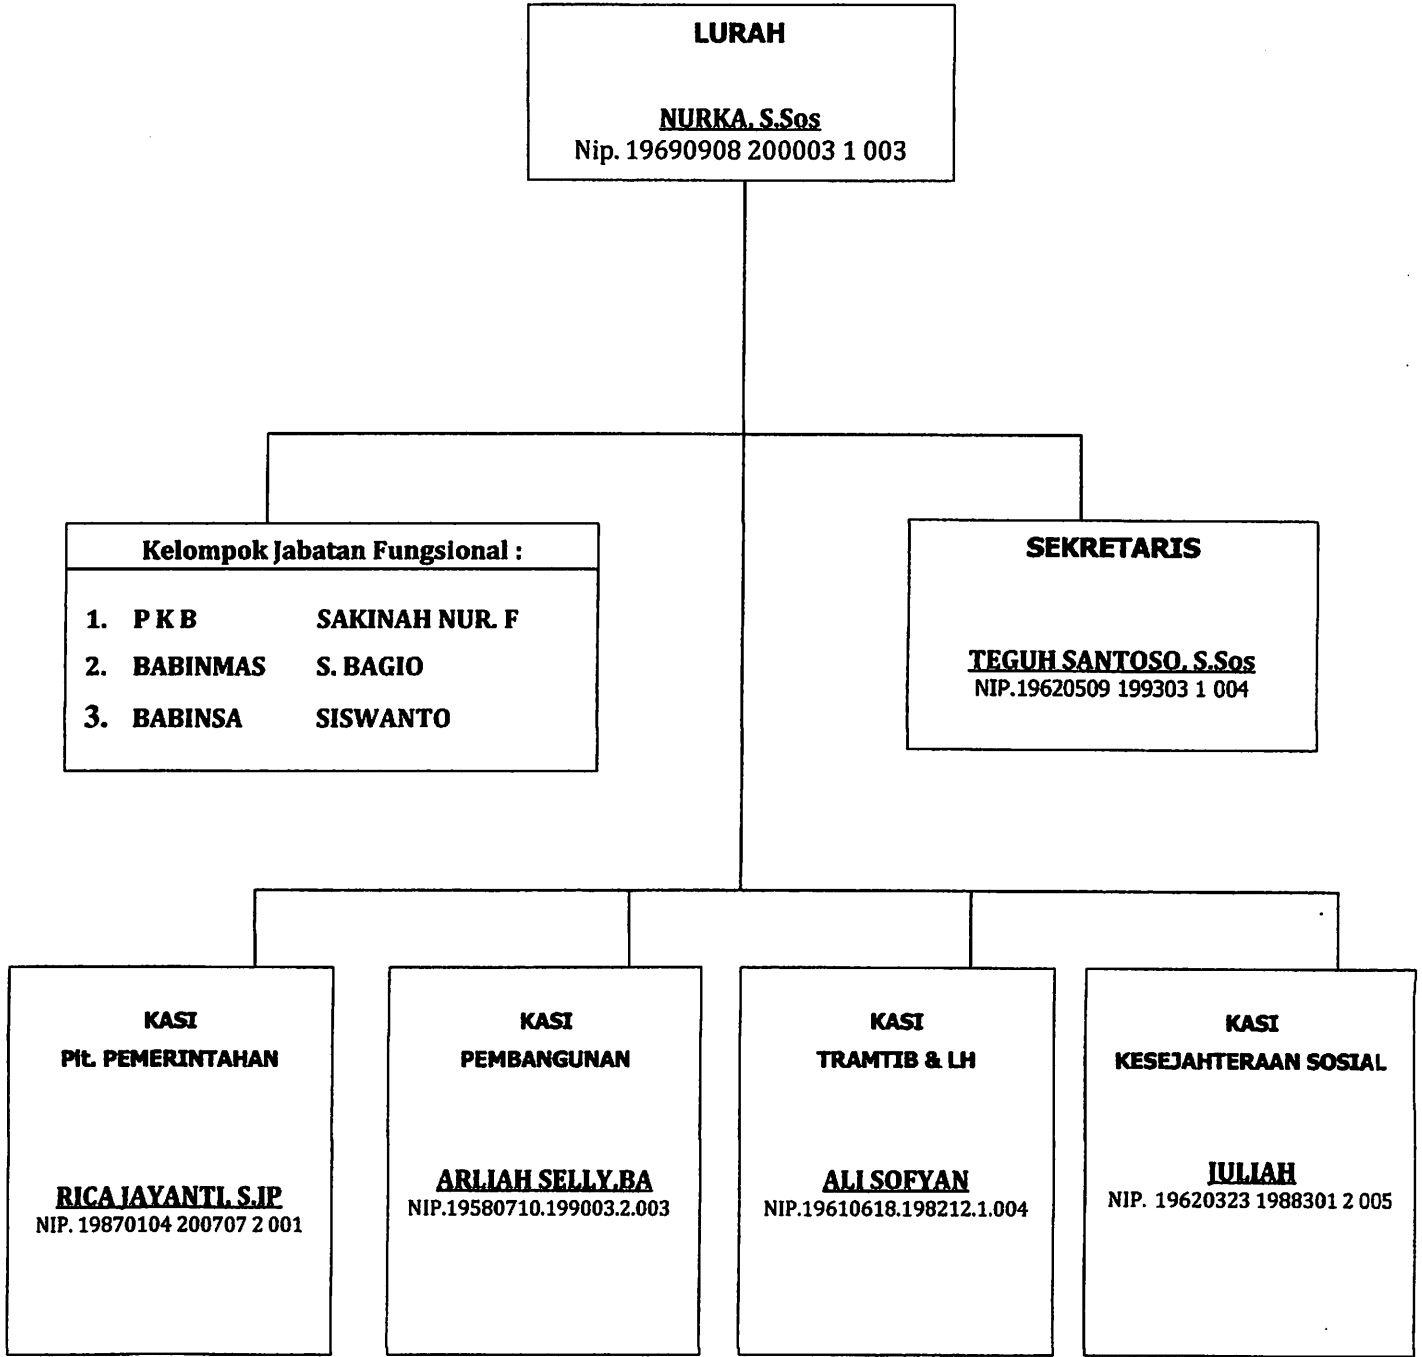 LURAH
NURKA, S.Sos
Nip. 19690908 200003 1 003
Kelompok Jabatan Fungsional :
1. P K B SAKINAH NUR. F
2. BABINMAS S. BAGIO
3. BABINSA SISWANTO
SEKRETARIS
TEGUH SANTOSO, S.Sos
NIP.19620509 199303 1 004
KASI
Plt. PEMERINTAHAN
RICA JAYANTI, S.IP
NIP. 19870104 200707 2 001
KASI
PEMBANGUNAN
ARLIAH SELLY.BA
NIP.19580710.199003.2.003
KASI
TRAMTIB & LH
ALI SOFYAN
NIP.19610618.198212.1.004
KASI
KESEJAHTERAAN SOSIAL
JULIAH
NIP. 19620323 1988301 2 005